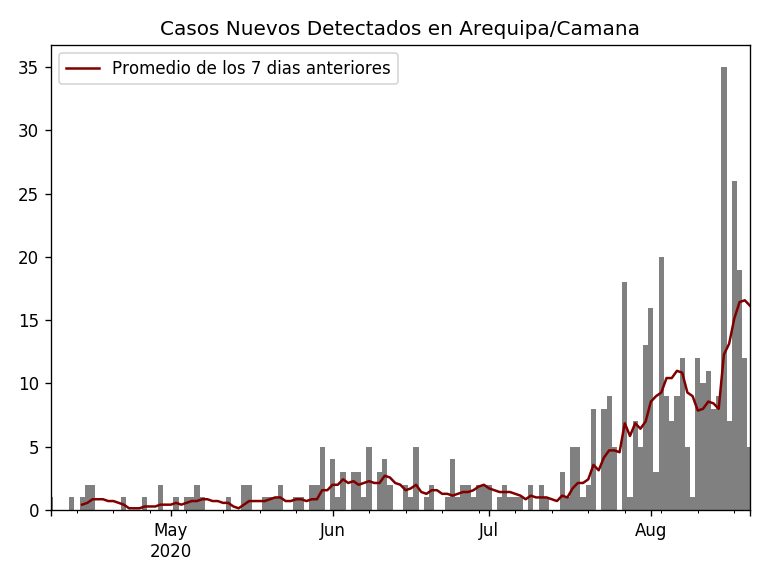 Casos Nuevos Detectados en Arequipa/Camana
Promedio de los 7 dias anteriores
35
30
25
20
15
10
5
0
May
2020
Jun
Jul
Aug